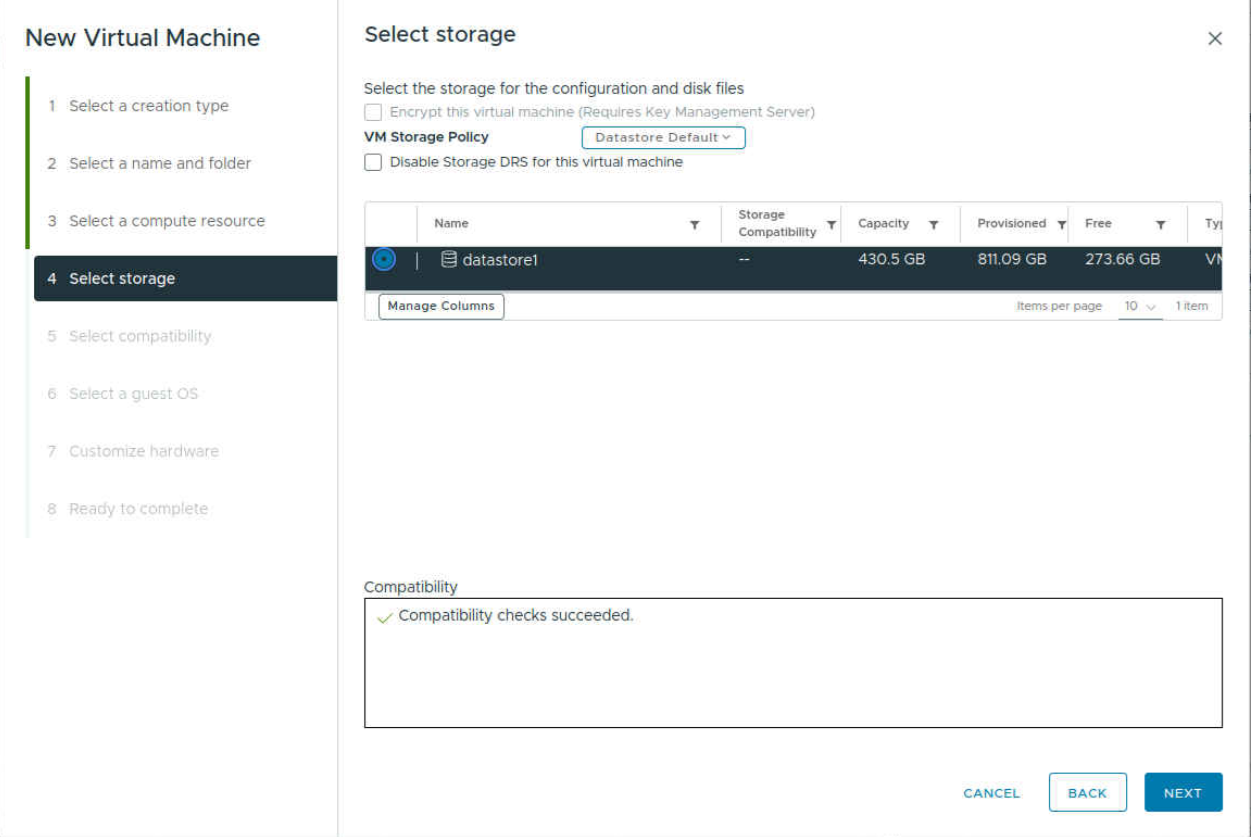 New Virtual Machine
1 Select a creation type
2 Select a name and folder
3 Select a compute resource
4 Select storage
5 Select compatibility
6 Select a guest OS
7 Customize hardware
8 Ready to complete
Select storage
Select the storage for the configuration and disk files
Encrypt this virtual machine (Requires Key Management Server)
VM Storage Policy Datastore Default
Disable Storage DRS for this virtual machine
Name Storage Compatibility Capacity Provisioned Free
datastore1 -- 430.5 GB 811.09 GB 273.66 GB
Manage Columns Items per page 10 1 item
Compatibility
Compatibility checks succeeded.
CANCEL BACK NEXT